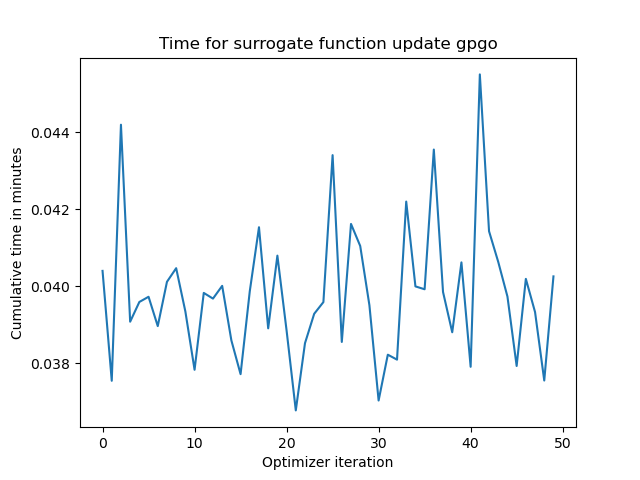 Time for surrogate function update gpgo
Cumulative time in minutes
0.044
0.042
0.040
0.038
0 10 20 30 40 50
Optimizer iteration